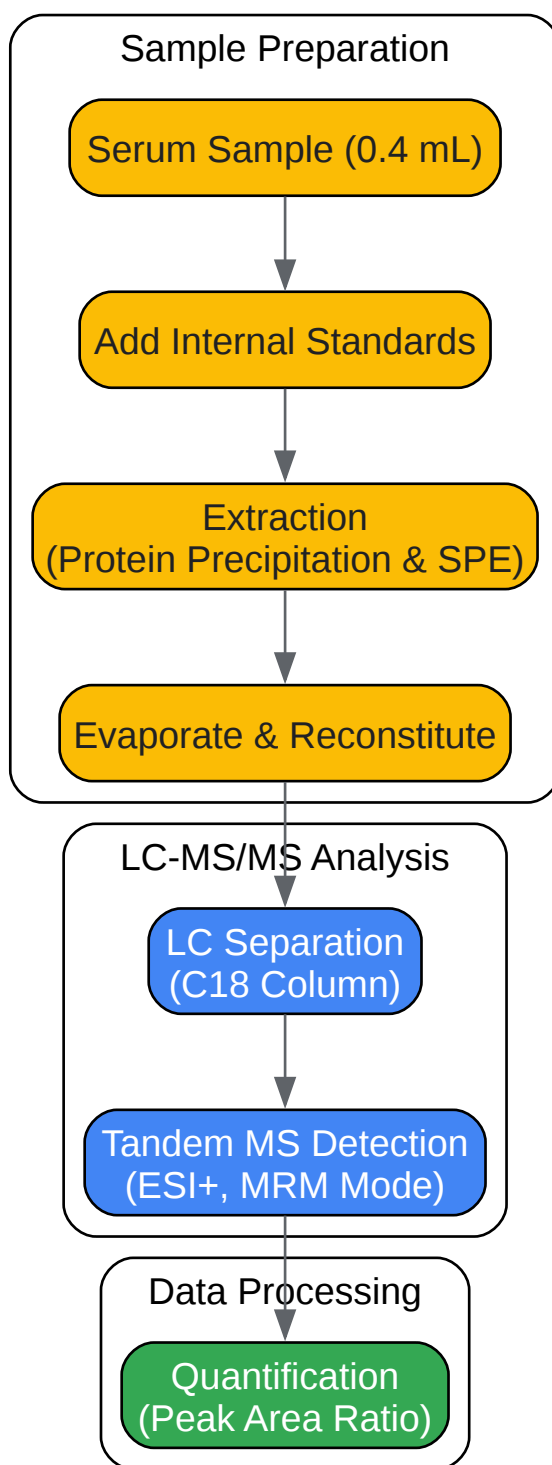 Sample Preparation
Serum Sample (0.4 mL)
Add Internal Standards
Extraction
(Protein Precipitation & SPE)
Evaporate & Reconstitute
LC-MS/MS Analysis
LC Separation
(C18 Column)
Tandem MS Detection
(ESI+, MRM Mode)
Data Processing
Quantification
(Peak Area Ratio)